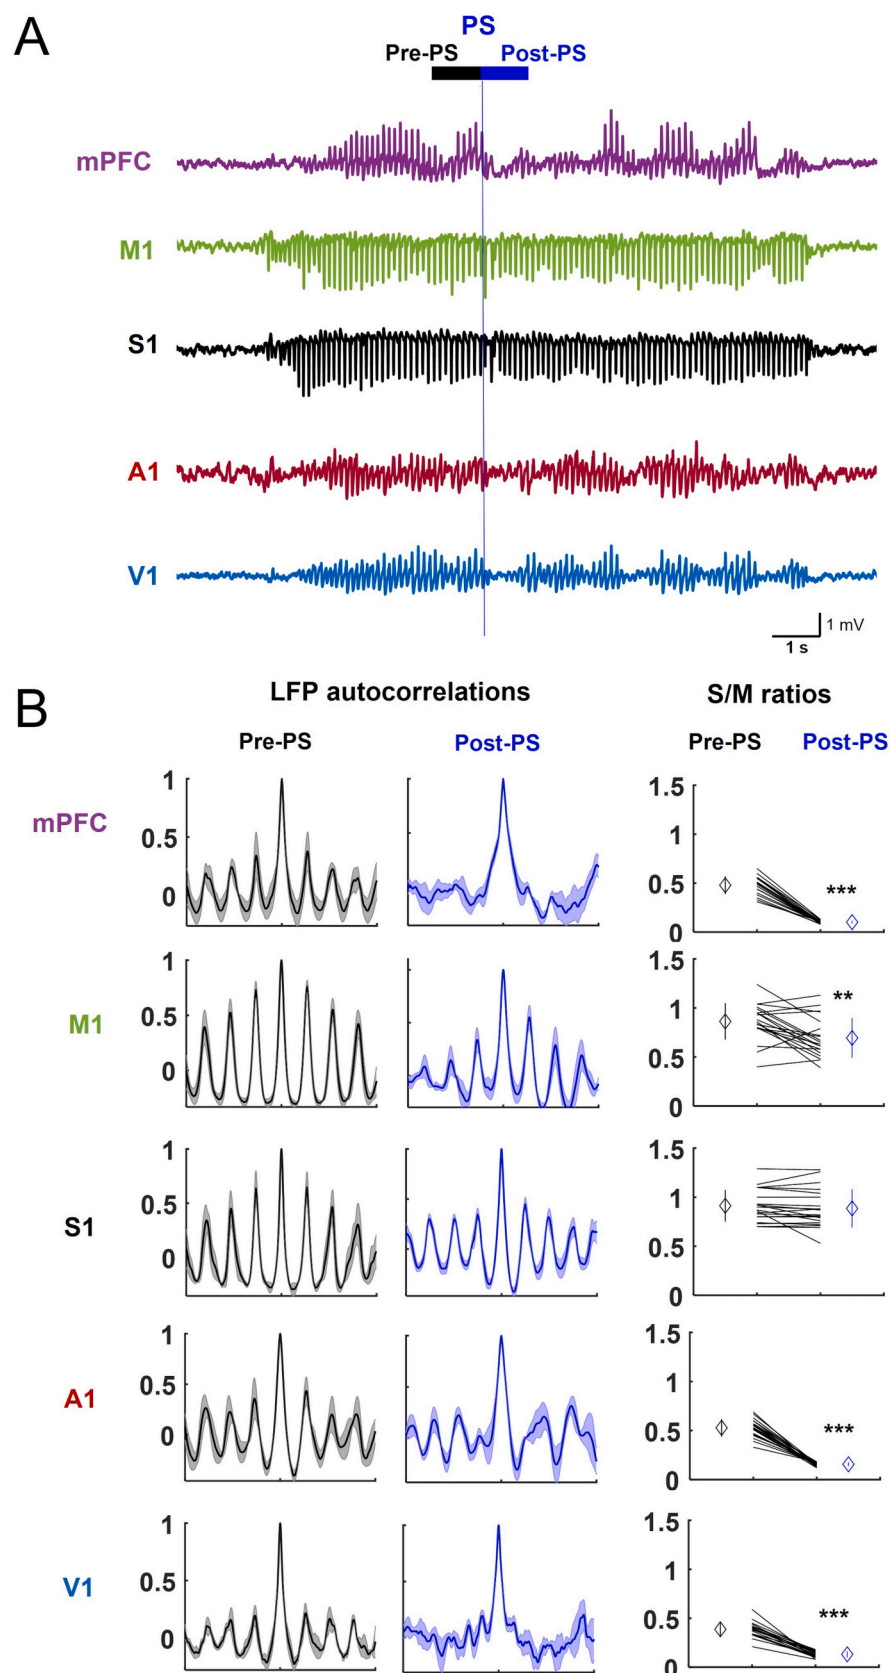 A
PS
Pre-PS Post-PS
mPFC
M1
S1
A1
V1
1 mV
1 s
B
LFP autocorrelations S/M ratios
Pre-PS Post-PS Pre-PS Post-PS
mPFC
1
0.5
0
1.5
1
0.5
0
***
M1
1
0.5
0
1.5
1
0.5
0
**
S1
1
0.5
0
1.5
1
0.5
0
A1
1
0.5
0
1.5
1
0.5
0
***
V1
1
0.5
0
1.5
1
0.5
0
***